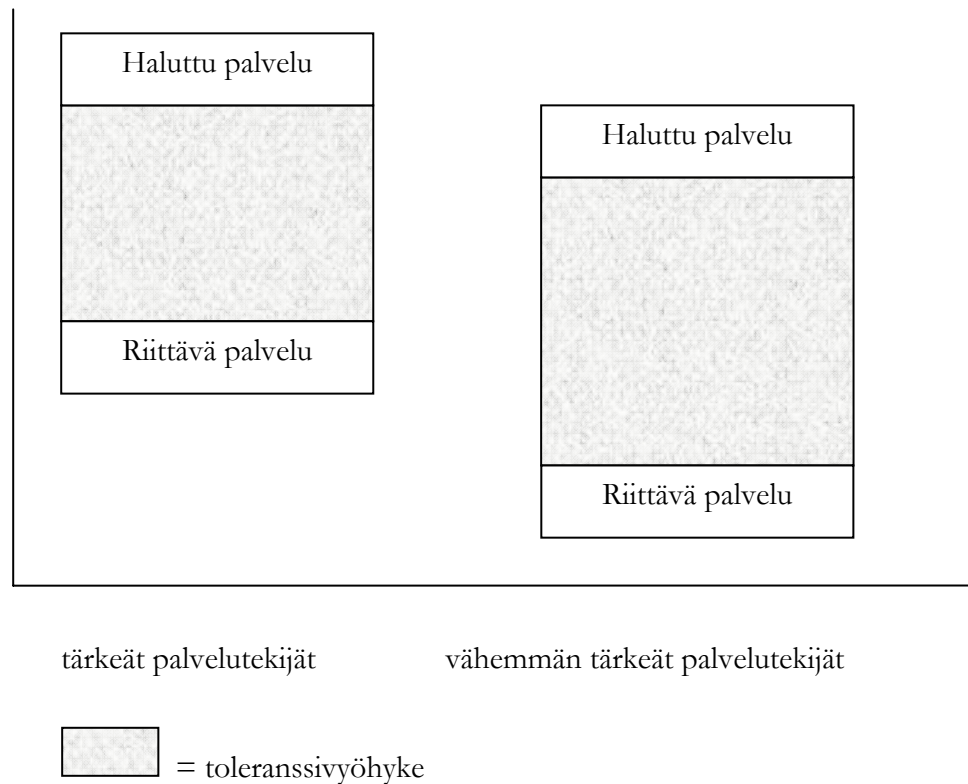 Haluttu palvelu
Haluttu palvelu
Riittävä palvelu
Riittävä palvelu
tärkeät palvelutekijät vähemmän tärkeät palvelutekijät
= toleranssivyöhyke